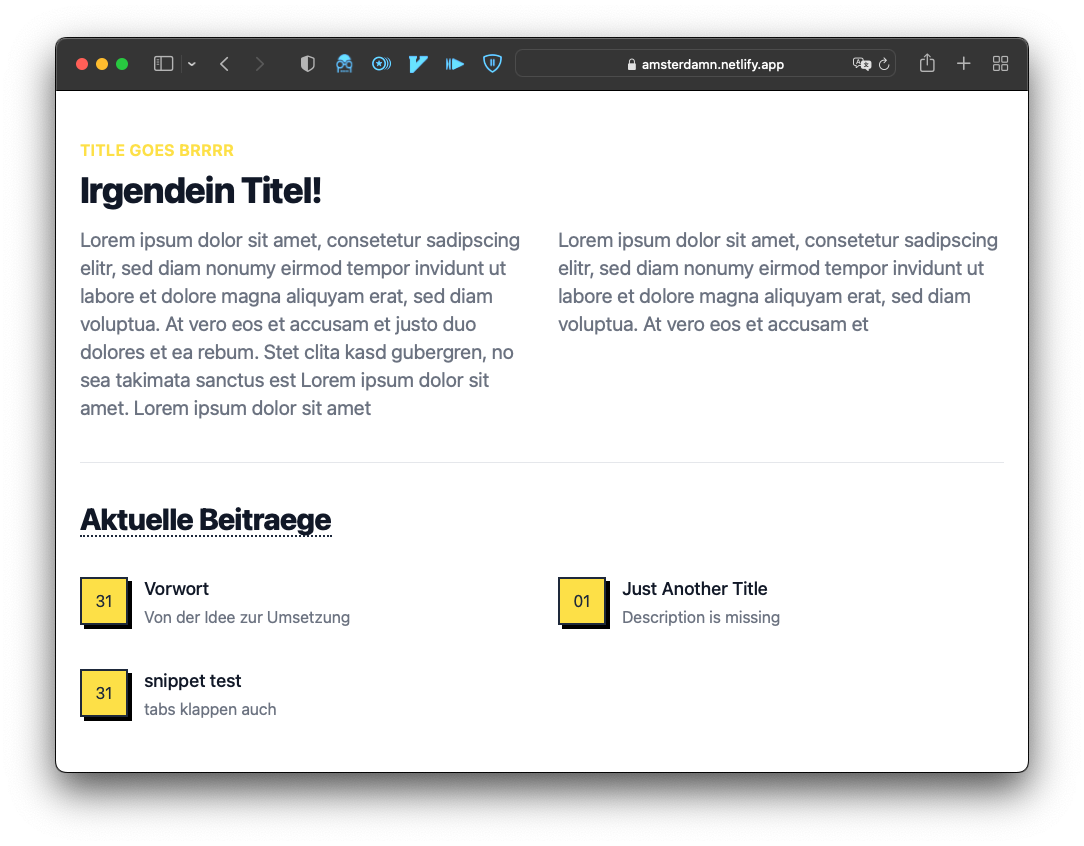 amsterdamn.netlify.app
TITLE GOES BRRRR
Irgendein Titel!
Lorem ipsum dolor sit amet, consetetur sadipscing
elitr, sed diam nonumy eirmod tempor invidunt ut
labore et dolore magna aliquyam erat, sed diam
voluptua. At vero eos et accusam et justo duo
dolores et ea rebum. Stet clita kasd gubergren, no
sea takimata sanctus est Lorem ipsum dolor sit
amet. Lorem ipsum dolor sit amet
Lorem ipsum dolor sit amet, consetetur sadipscing
elitr, sed diam nonumy eirmod tempor invidunt ut
labore et dolore magna aliquyam erat, sed diam
voluptua. At vero eos et accusam et
Aktuelle Beitraege
31
Vorwort
Von der Idee zur Umsetzung
01
Just Another Title
Description is missing
31
snippet test
tabs klappen auch